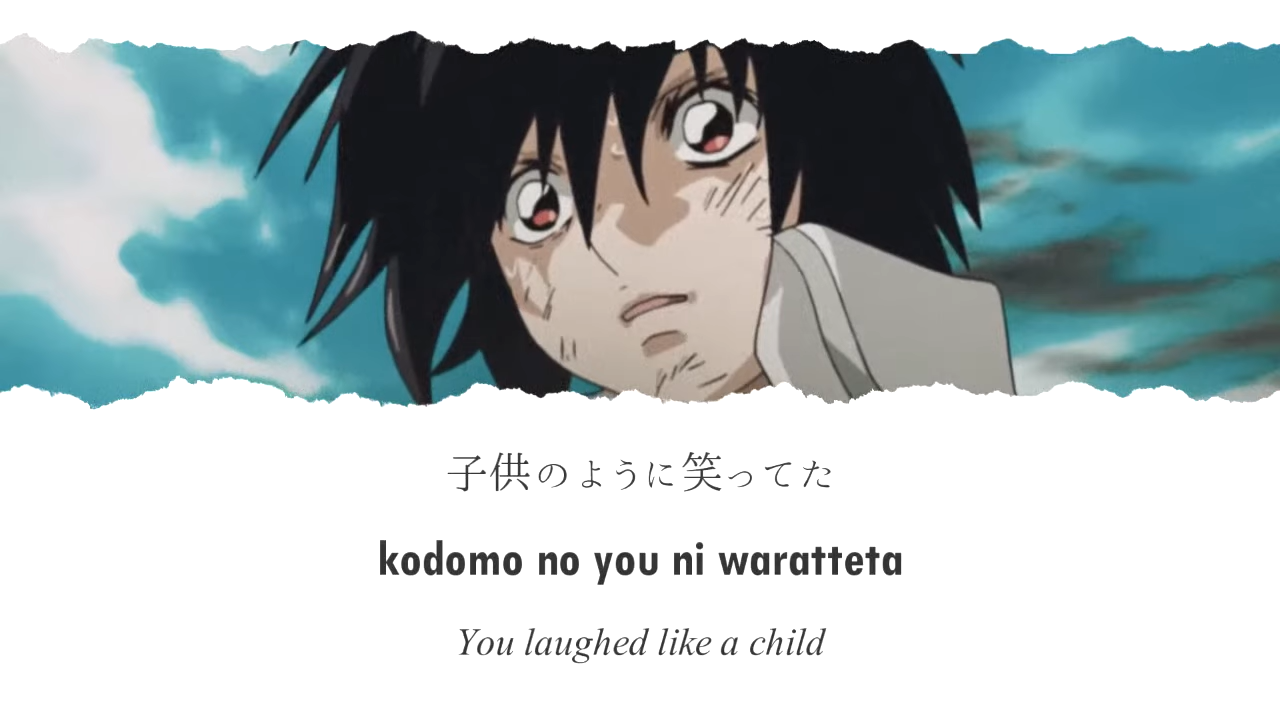 子供のように笑ってた
kodomo no you ni waratteta
You laughed like a child